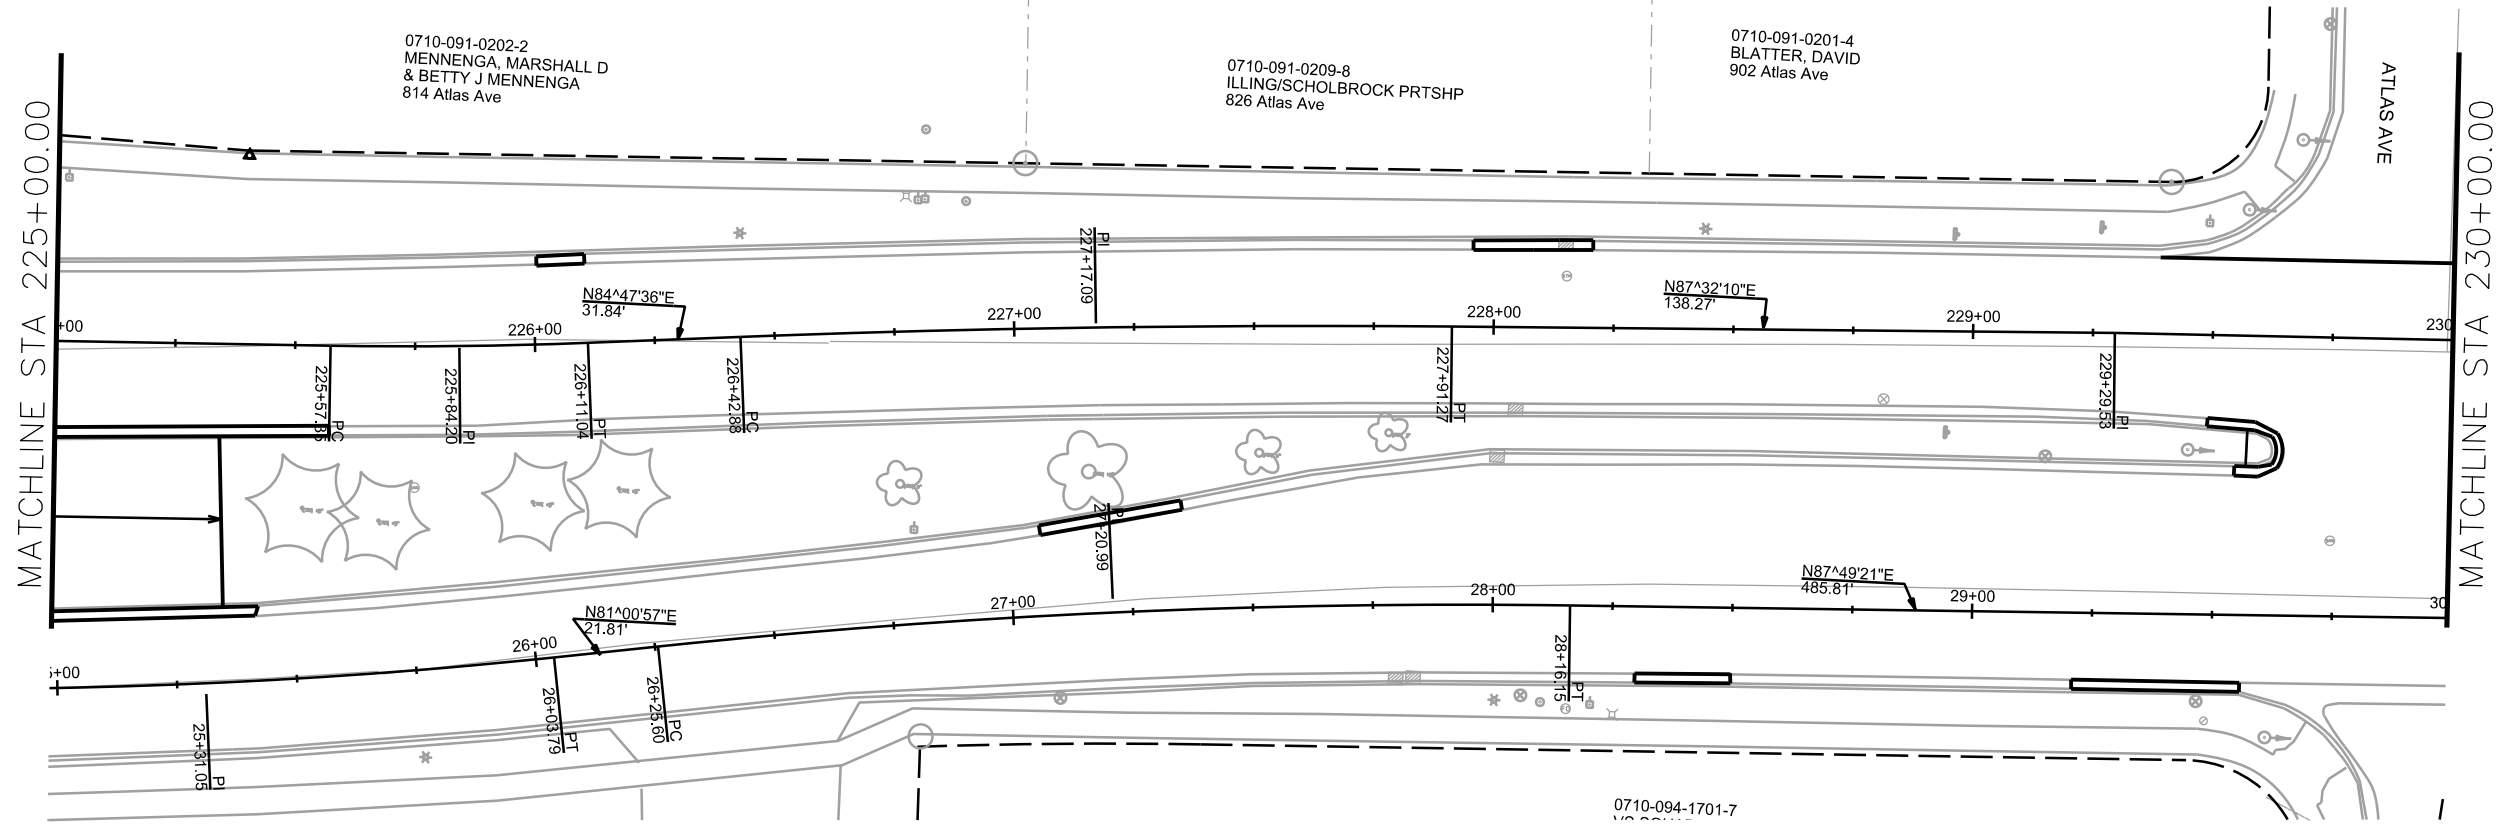 0710-091-0202-2
MENNENGA, MARSHALL D
& BETTY J MENNENGA
814 Atlas Ave
0710-091-0209-8
ILLING/SCHOLBROCK PRTSHP
826 Atlas Ave
0710-091-0201-4
BLATTER, DAVID
902 Atlas Ave
ATLAS AVE
MATCHLINE STA 225+00.00
MATCHLINE STA 230+00.00
PI
227+17.09
N84^47'36"E
31.84'
N87^32'10"E
138.27'
+00
226+00
227+00
228+00
229+00
230
PC
225+57.35
PI
225+84.20
PT
226+11.04
PC
226+42.88
PT
227+91.27
PI
229+29.53
PI
27+20.99
N87^49'21"E
485.81'
N81^00'57"E
21.81'
+00
26+00
27+00
28+00
29+00
30
PI
25+31.05
PT
26+03.79
PC
26+25.60
PT
28+16.15
0710-094-1701-7